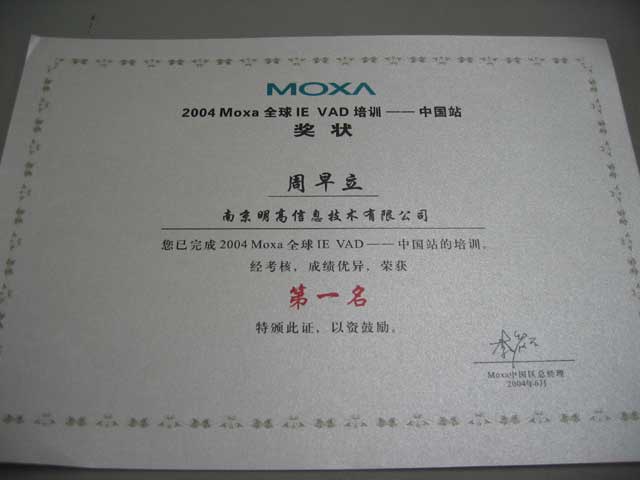 MOXA
2004 Moxa 全球 IE VAD 培训——中国站
奖状
周早立
南京明高信息技术有限公司
您已完成2004 Moxa 全球 IE VAD——中国站的培训。
经考核，成绩优异，荣获
第一名
特颁此证，以资鼓励。
Moxa中国区总经理
2004年6月